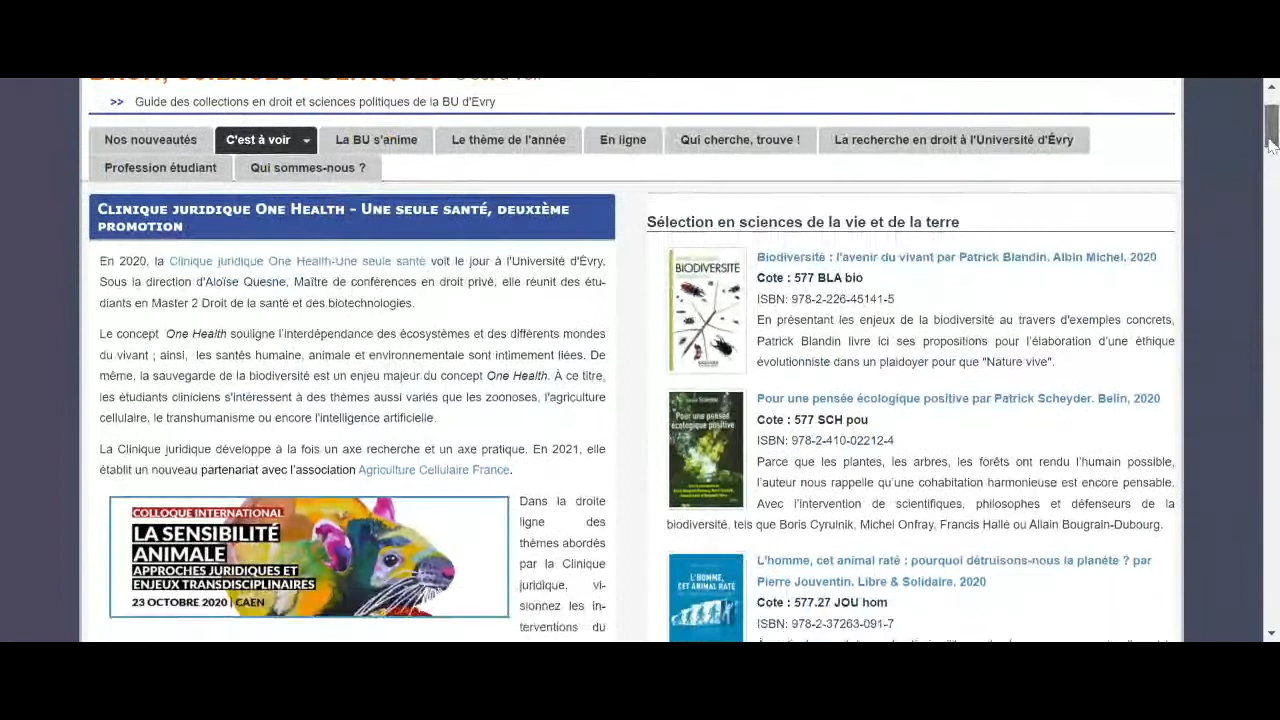 >> Guide des collections en droit et sciences politiques de la BU d'Evry
Nos nouveautés
C'est à voir
La BU s'anime
Le thème de l'année
En ligne
Qui cherche, trouve !
La recherche en droit à l'Université d'Évry
Profession étudiant
Qui sommes-nous ?
Clinique juridique One Health - Une seule santé, deuxième
promotion
En 2020, la Clinique juridique One Health-Une seule santé voit le jour à l'Université d'Évry.
Sous la direction d'Aloïse Quesne, Maître de conférences en droit privé, elle réunit des étu-
diants en Master 2 Droit de la santé et des biotechnologies.
Le concept One Health souligne l'interdépendance des écosystèmes et des différents mondes
du vivant ; ainsi, les santés humaine, animale et environnementale sont intimement liées. De
même, la sauvegarde de la biodiversité est un enjeu majeur du concept One Health. À ce titre,
les étudiants cliniciens s'intéressent à des thèmes aussi variés que les zoonoses, l'agriculture
cellulaire, le transhumanisme ou encore l'intelligence artificielle.
La Clinique juridique développe à la fois un axe recherche et un axe pratique. En 2021, elle
établit un nouveau partenariat avec l'association Agriculture Cellulaire France.
COLLOQUE INTERNATIONAL
LA SENSIBILITÉ
ANIMALE
APPROCHES JURIDIQUES ET
ENJEUX TRANSDISCIPLINAIRES
23 OCTOBRE 2020 | CAEN
Dans la droite
ligne des
thèmes abordés
par la Clinique
juridique, vi-
sionnez les in-
terventions du
Sélection en sciences de la vie et de la terre
BIODIVERSITÉ
Biodiversité : l'avenir du vivant par Patrick Blandin. Albin Michel, 2020
Cote : 577 BLA bio
ISBN: 978-2-226-45141-5
En présentant les enjeux de la biodiversité au travers d'exemples concrets,
Patrick Blandin livre ici ses propositions pour l'élaboration d'une éthique
évolutionniste dans un plaidoyer pour que "Nature vive".
Pour une pensée
écologique positive
Pour une pensée écologique positive par Patrick Scheyder. Belin, 2020
Cote : 577 SCH pou
ISBN: 978-2-410-02212-4
Parce que les plantes, les arbres, les forêts ont rendu l'humain possible,
l'auteur nous rappelle qu'une cohabitation harmonieuse est encore pensable.
Avec l'intervention de scientifiques, philosophes et défenseurs de la
biodiversité, tels que Boris Cyrulnik, Michel Onfray, Francis Hallé ou Allain Bougrain-Dubourg.
L'HOMME,
CET ANIMAL RATÉ
L'homme, cet animal raté : pourquoi détruisons-nous la planète ? par
Pierre Jouventin. Libre & Solidaire, 2020
Cote : 577.27 JOU hom
ISBN: 978-2-37263-091-7